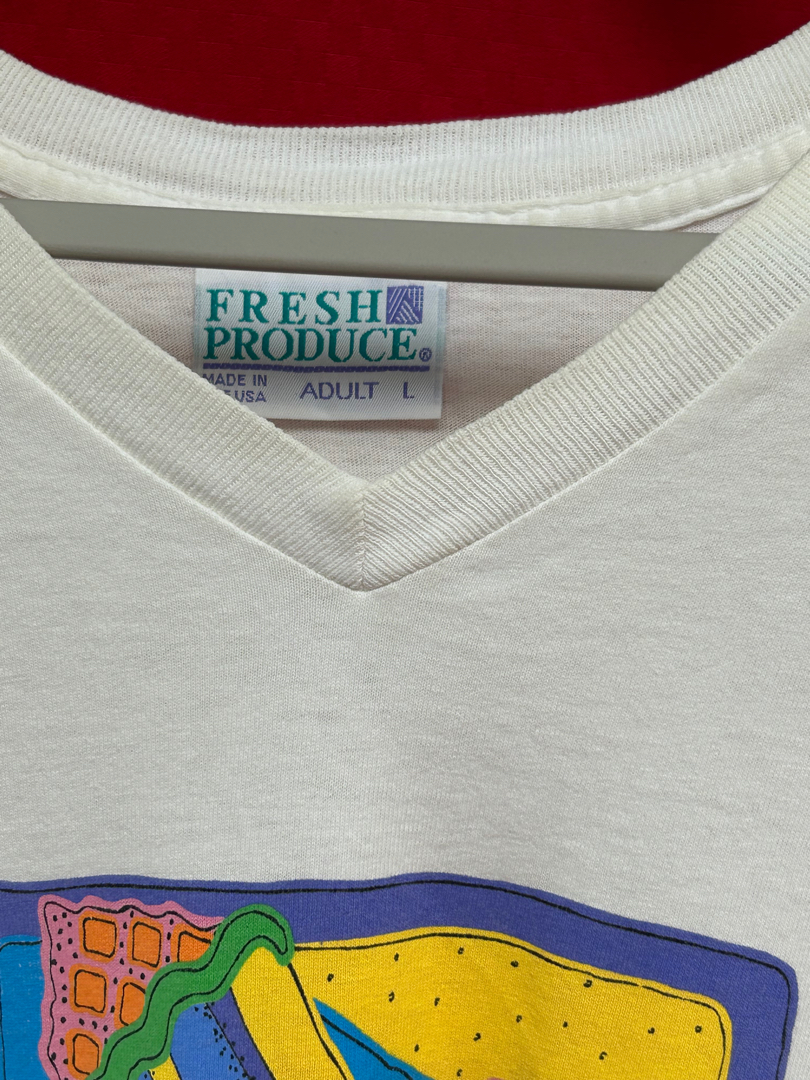 FRESH
PRODUCE®
MADE IN
USA
ADULT L